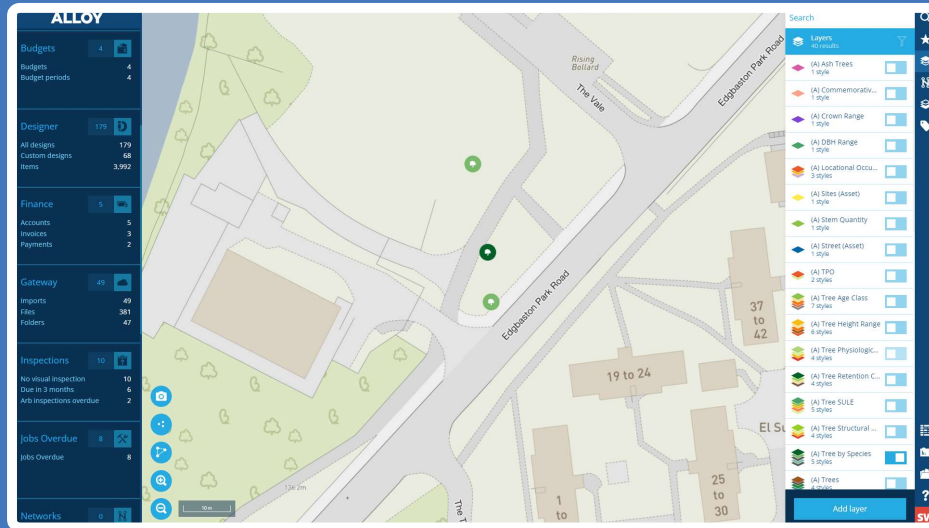 ALLOY
Budgets 4
Budgets 4
Budget periods 4
Designer 179
All designs 179
Custom designs 68
Items 3,992
Finance 5
Accounts 5
Invoices 3
Payments 2
Gateway 49
Imports 49
Files 381
Folders 47
Inspections 10
No visual inspection 10
Due in 3 months 6
Arb inspections overdue 2
Jobs Overdue 8
Jobs Overdue 8
Networks 0
Rising
Bollard
The Vale
Edgbaston Park Road
Edgbaston Park Road
37
to
42
19 to 24
El Su
25
to
30
1
to
The T
10 m
Search
Layers
40 results
(A) Ash Trees
1 style
(A) Commemorativ...
1 style
(A) Crown Range
1 style
(A) DBH Range
1 style
(A) Locational Occu...
3 styles
(A) Sites (Asset)
1 style
(A) Stem Quantity
1 style
(A) Street (Asset)
1 style
(A) TPO
2 styles
(A) Tree Age Class
7 styles
(A) Tree Height Range
6 styles
(A) Tree Physiologic...
4 styles
(A) Tree Retention C...
4 styles
(A) Tree SULE
5 styles
(A) Tree Structural ...
4 styles
(A) Tree by Species
5 styles
(A) Trees
4 styles
Add layer
SW